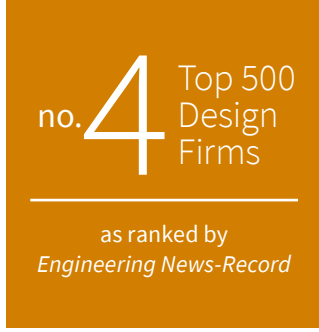 no. 4 Top 500
Design
Firms
as ranked by
Engineering News-Record